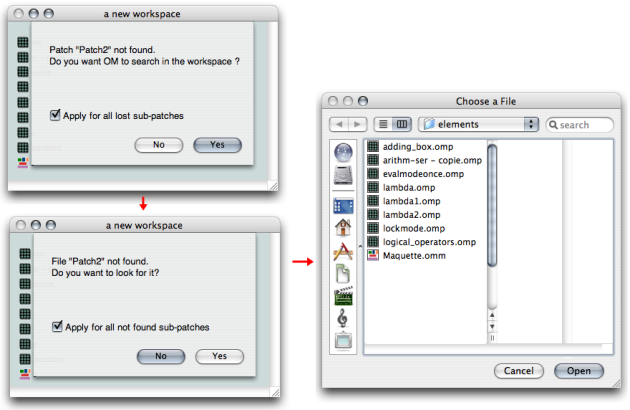 a new workspace
Patch "Patch2" not found.
Do you want OM to search in the workspace ?
Apply for all lost sub-patches
No
Yes
a new workspace
File "Patch2" not found.
Do you want to look for it?
Apply for all not found sub-patches
No
Yes
Choose a File
elements
search
adding_box.omp
arithm-ser - copie.omp
evalmodeonce.omp
lambda.omp
lambda1.omp
lambda2.omp
lockmode.omp
logical_operators.omp
Maquette.omm
Cancel
Open